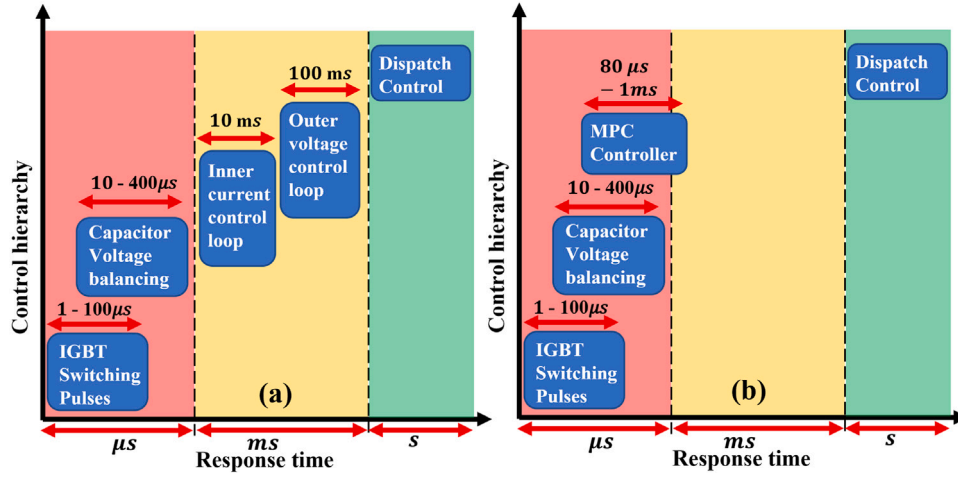 Control hierarchy
100 ms
Dispatch
Control
10 ms
Outer
voltage
control
loop
Inner
current
control
loop
10 - 400μs
Capacitor
Voltage
balancing
1 - 100μs
IGBT
Switching
Pulses
(a)
μs
ms
s
Response time
Control hierarchy
80 μs
- 1ms
Dispatch
Control
MPC
Controller
10 - 400μs
Capacitor
Voltage
balancing
1 - 100μs
IGBT
Switching
Pulses
(b)
μs
ms
s
Response time